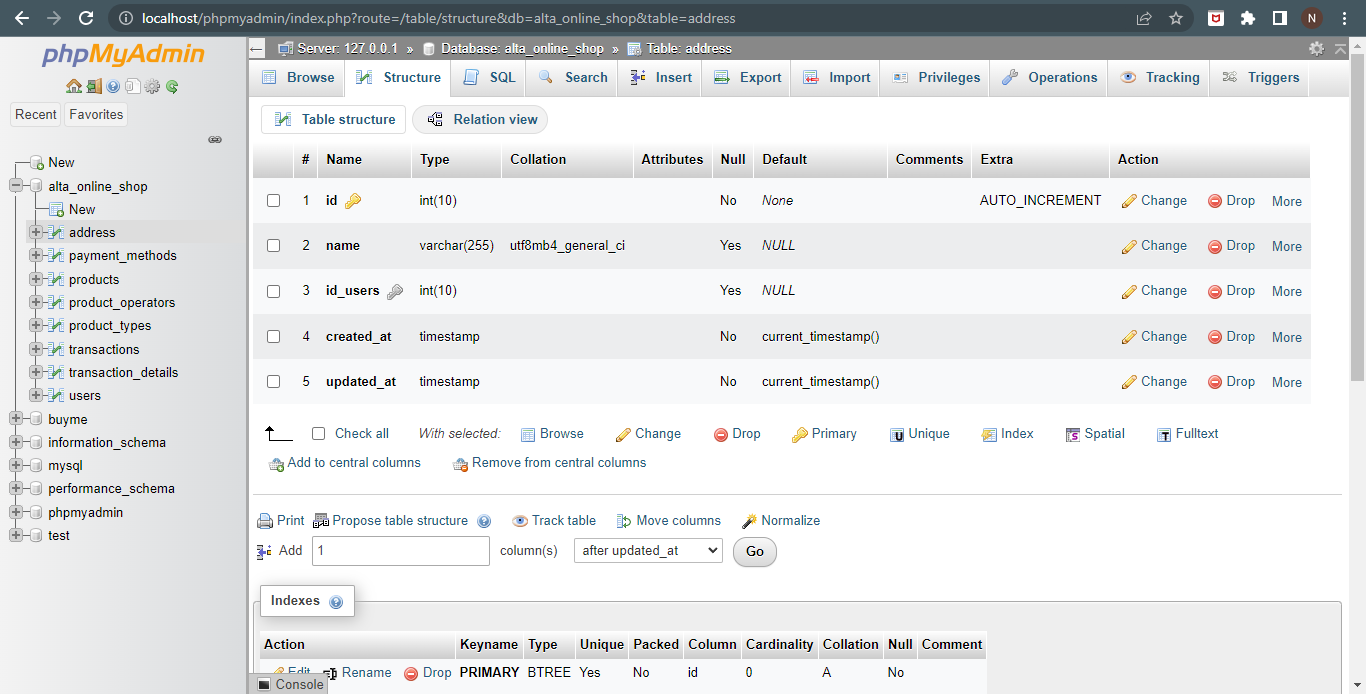 localhost/phpmyadmin/index.php?route=/table/structure&db=alta_online_shop&table=address
N
phpMyAdmin
Recent Favorites
New
alta_online_shop
New
address
payment_methods
products
product_operators
product_types
transactions
transaction_details
users
buyme
information_schema
mysql
performance_schema
phpmyadmin
test
Server: 127.0.0.1 » Database: alta_online_shop » Table: address
Browse Structure SQL Search Insert Export Import Privileges Operations Tracking Triggers
Table structure Relation view
# Name Type Collation Attributes Null Default Comments Extra Action
1 id int(10) No None AUTO_INCREMENT Change Drop More
2 name varchar(255) utf8mb4_general_ci Yes NULL Change Drop More
3 id_users int(10) Yes NULL Change Drop More
4 created_at timestamp No current_timestamp() Change Drop More
5 updated_at timestamp No current_timestamp() Change Drop More
Check all With selected: Browse Change Drop Primary Unique Index Spatial Fulltext
Add to central columns Remove from central columns
Print Propose table structure Track table Move columns Normalize
Add 1 column(s) after updated_at Go
Indexes
Action Keyname Type Unique Packed Column Cardinality Collation Null Comment
Edit Rename Drop PRIMARY BTREE Yes No id 0 A No
Console